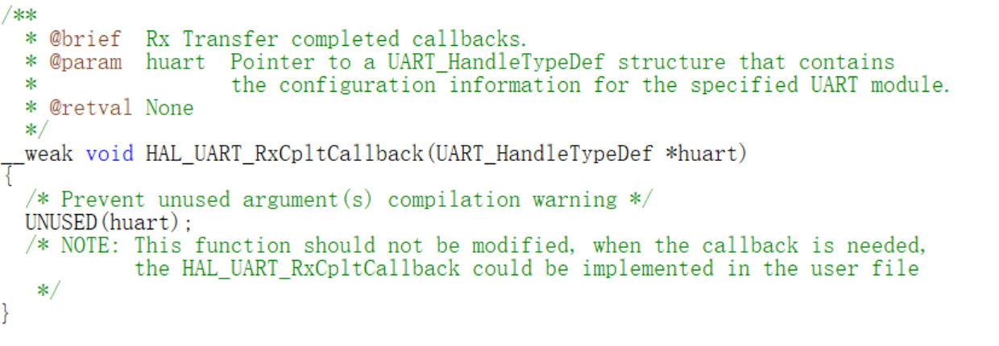 /**
  * @brief  Rx Transfer completed callbacks.
  * @param  huart  Pointer to a UART_HandleTypeDef structure that contains
  *                the configuration information for the specified UART module.
  * @retval None
  */
__weak void HAL_UART_RxCpltCallback(UART_HandleTypeDef *huart)
{
  /* Prevent unused argument(s) compilation warning */
  UNUSED(huart);
  /* NOTE: This function should not be modified, when the callback is needed,
           the HAL_UART_RxCpltCallback could be implemented in the user file
   */
}